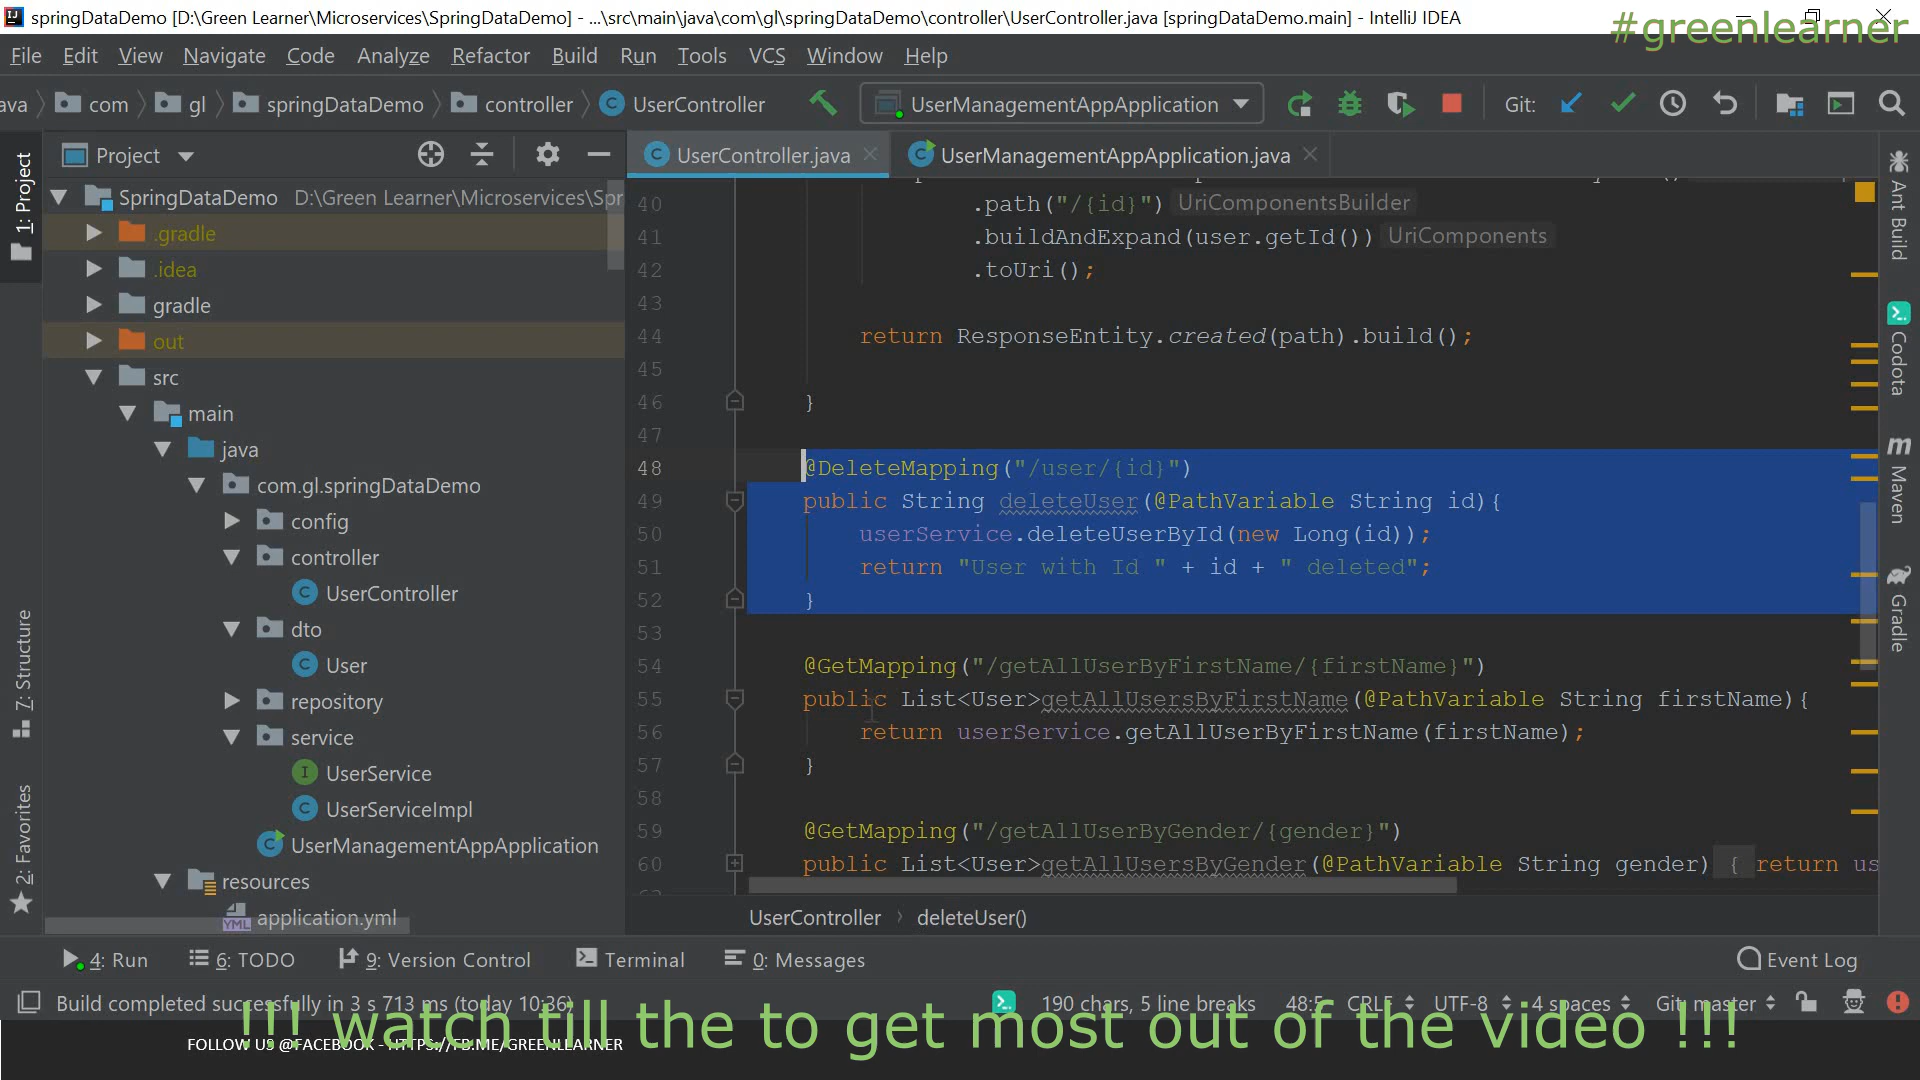 springDataDemo [D:\Green Learner\Microservices\SpringDataDemo] - ...\src\main\java\com\gl\springDataDemo\controller\UserController.java [springDataDemo.main] - IntelliJ IDEA
#greenlearner
File Edit View Navigate Code Analyze Refactor Build Run Tools VCS Window Help
ava com gl springDataDemo controller UserController UserManagementAppApplication Git:
1: Project
7: Structure
2: Favorites
Project
SpringDataDemo D:\Green Learner\Microservices\Spr
.gradle
.idea
gradle
out
src
main
java
com.gl.springDataDemo
config
controller
UserController
dto
User
repository
service
UserService
UserServiceImpl
UserManagementAppApplication
resources
application.yml
UserController.java UserManagementAppApplication.java
40 .path("/{id}") UriComponentsBuilder
41 .buildAndExpand(user.getId()) UriComponents
42 .toUri();
43
44 return ResponseEntity.created(path).build();
45
46 }
47
48 @DeleteMapping("/user/{id}")
49 public String deleteUser(@PathVariable String id){
50 userService.deleteUserById(new Long(id));
51 return "User with Id " + id + " deleted";
52 }
53
54 @GetMapping("/getAllUserByFirstName/{firstName}")
55 public List<User>getAllUsersByFirstName(@PathVariable String firstName){
56 return userService.getAllUserByFirstName(firstName);
57 }
58
59 @GetMapping("/getAllUserByGender/{gender}")
60 public List<User>getAllUsersByGender(@PathVariable String gender) { return us
UserController › deleteUser()
Ant Build
Codota
Maven
Gradle
4: Run 6: TODO 9: Version Control Terminal 0: Messages Event Log
Build completed successfully in 3 s 713 ms (today 10:36) 190 chars, 5 line breaks 48:5 CRLF UTF-8 4 spaces Git: master
!!! watch till the to get most out of the video !!!
FOLLOW US @FACEBOOK - HTTPS://FB.ME/GREENLEARNER